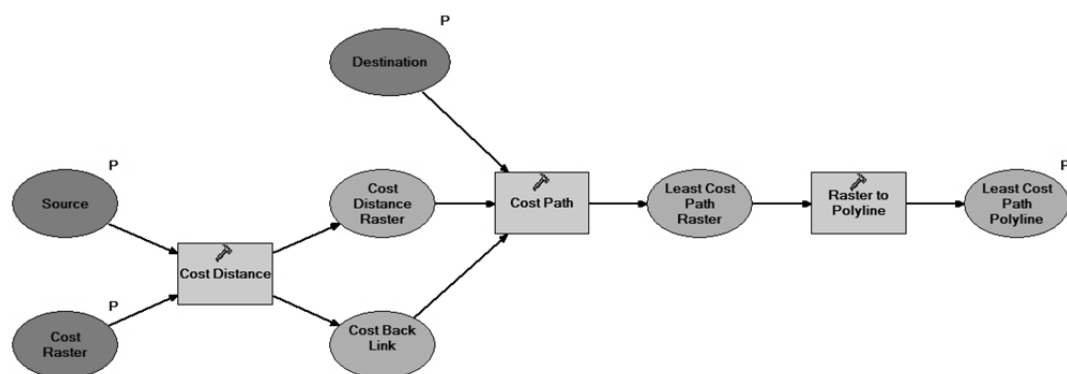 P
Destination
P
Source
Cost
Distance
Raster
Cost Path
Least Cost
Path
Raster
Raster to
Polyline
P
Least Cost
Path
Polyline
Cost Distance
P
Cost
Raster
Cost Back
Link